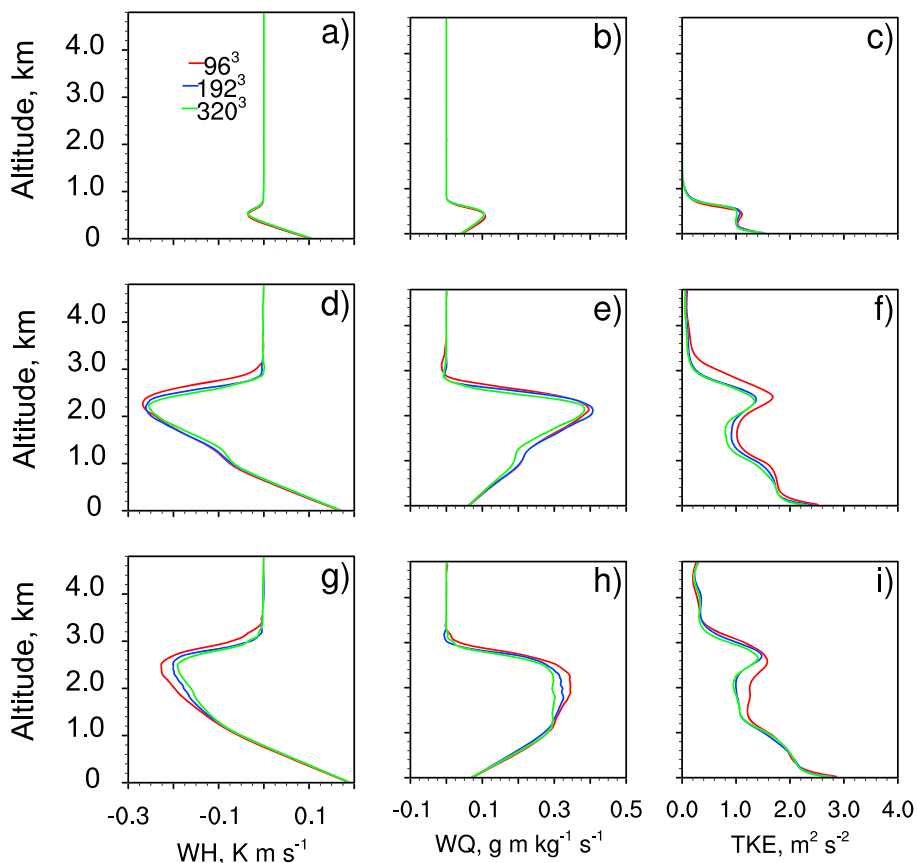 a) b) c)
4.0
3.0
2.0
1.0
0
Altitude, km
96³
192³
320³
d) e) f)
4.0
3.0
2.0
1.0
0
Altitude, km
g) h) i)
4.0
3.0
2.0
1.0
0
Altitude, km
-0.3 -0.1 0.1 -0.1 0.1 0.3 0.5 0.0 1.0 2.0 3.0 4.0
WH, K m s⁻¹ WQ, g m kg⁻¹ s⁻¹ TKE, m² s⁻²